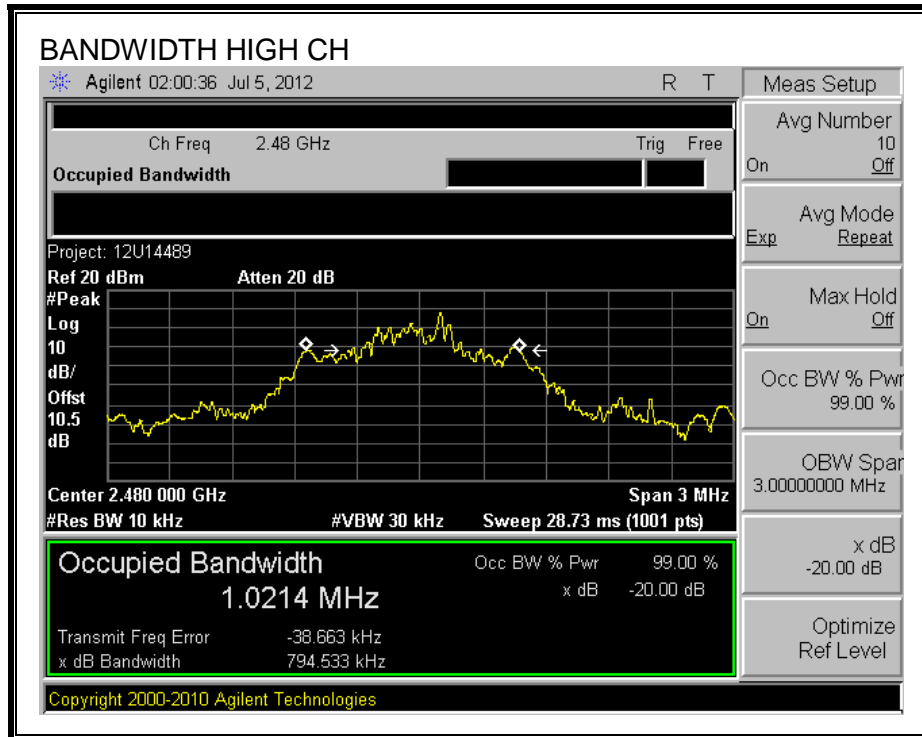 BANDWIDTH HIGH CH
Agilent 02:00:36 Jul 5, 2012 R T
Meas Setup
Ch Freq 2.48 GHz Trig Free
Occupied Bandwidth
Avg Number
10
On Off
Avg Mode
Exp Repeat
Max Hold
On Off
Occ BW % Pwr
99.00 %
OBW Span
3.00000000 MHz
x dB
-20.00 dB
Optimize
Ref Level
Project: 12U14489
Ref 20 dBm Atten 20 dB
#Peak
Log
10
dB/
Offst
10.5
dB
Center 2.480 000 GHz Span 3 MHz
#Res BW 10 kHz #VBW 30 kHz Sweep 28.73 ms (1001 pts)
Occupied Bandwidth
1.0214 MHz
Occ BW % Pwr 99.00 %
x dB -20.00 dB
Transmit Freq Error -38.663 kHz
x dB Bandwidth 794.533 kHz
Copyright 2000-2010 Agilent Technologies